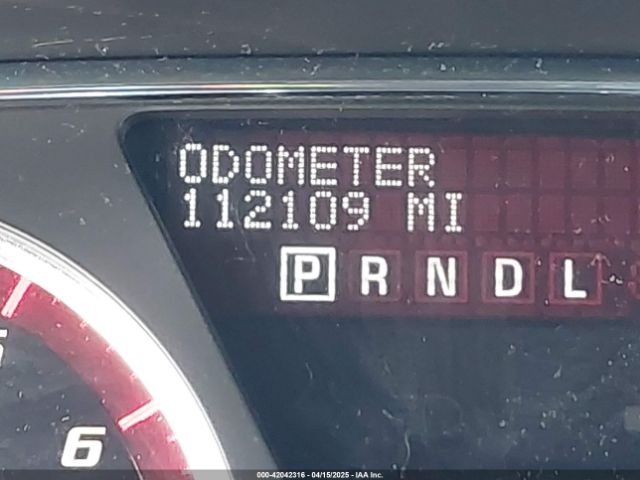 ODOMETER
112109 MI
P R N D L
6
000-42042316 - 04/15/2025 - IAA Inc.